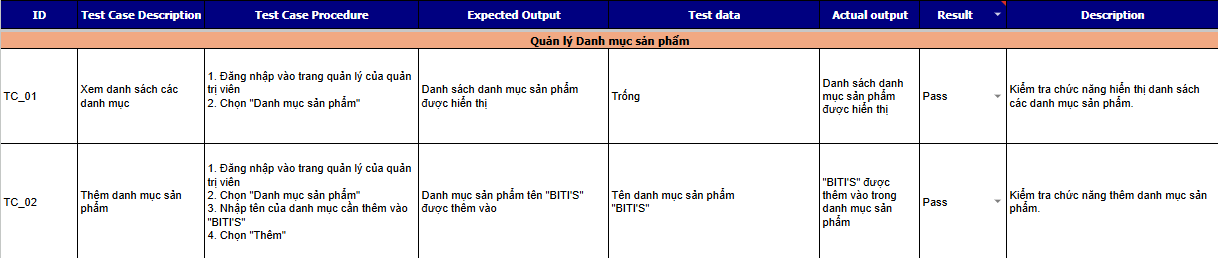 ID
Test Case Description
Test Case Procedure
Expected Output
Test data
Actual output
Result
Description
Quản lý Danh mục sản phẩm
TC_01
Xem danh sách các
danh mục
1. Đăng nhập vào trang quản lý của quản
trị viên
2. Chọn "Danh mục sản phẩm"
Danh sách danh mục sản phẩm
được hiển thị
Trống
Danh sách danh
mục sản phẩm
được hiển thị
Pass
Kiểm tra chức năng hiển thị danh sách
các danh mục sản phẩm.
TC_02
Thêm danh mục sản
phẩm
1. Đăng nhập vào trang quản lý của quản
trị viên
2. Chọn "Danh mục sản phẩm"
3. Nhập tên của danh mục cần thêm vào
"BITI'S"
4. Chọn "Thêm"
Danh mục sản phẩm tên "BITI'S"
được thêm vào
Tên danh mục sản phẩm
"BITI'S"
"BITI'S" được
thêm vào trong
danh mục sản
phẩm
Pass
Kiểm tra chức năng thêm danh mục sản
phẩm.